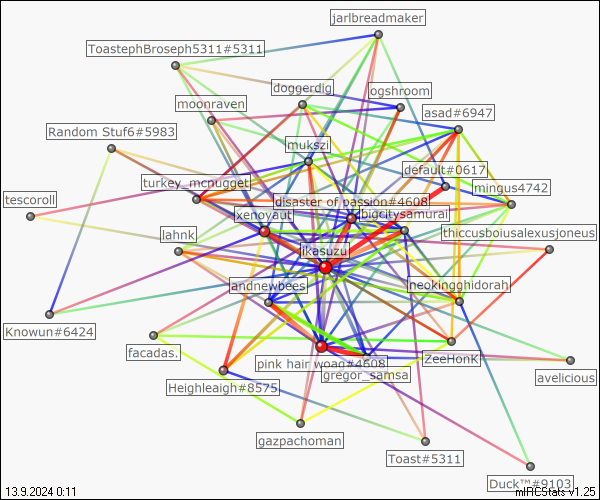 jarlbreadmaker
ToastephBroseph5311#5311
doggerdig
ogshroom
moonraven
asad#6947
Random Stuf6#5983
mukszi
default#0617
turkey_mcnugget
mingus4742
tescoroll
disaster of passion#4608
xenoyaut
bigcitysamurai
thiccusboiusalexusjoneus
lahnk
ikasuzu
andnewbees
neokingghidorah
Knowun#6424
facadas.
pink hair woag#4608
ZeeHonk
gregor_samsa
Heighleaigh#8575
avelicious
gazpachoman
Toast#5311
Duck™#9103
13.9.2024 0:11
mIRCStats v1.25